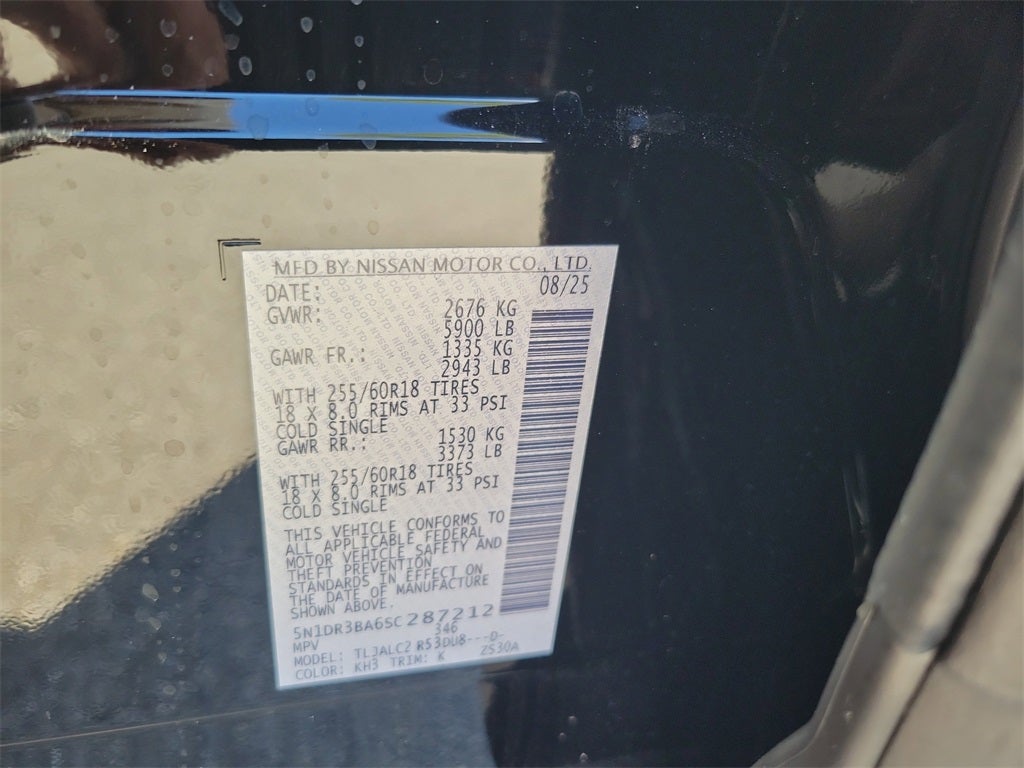 MFD BY NISSAN MOTOR CO., LTD.
DATE: 08/25
GVWR: 2676 KG
5900 LB
GAWR FR.: 1335 KG
2943 LB
WITH 255/60R18 TIRES
18 X 8.0 RIMS AT 33 PSI
COLD SINGLE
GAWR RR.: 1530 KG
3373 LB
WITH 255/60R18 TIRES
18 X 8.0 RIMS AT 33 PSI
COLD SINGLE
THIS VEHICLE CONFORMS TO
ALL APPLICABLE FEDERAL
MOTOR VEHICLE SAFETY AND
THEFT PREVENTION
STANDARDS IN EFFECT ON
THE DATE OF MANUFACTURE
SHOWN ABOVE.
5N1DR3BA6SC287212
MPV 346
MODEL: TLJALC2 R53DU8---D-
COLOR: KH3 TRIM: K ZS30A